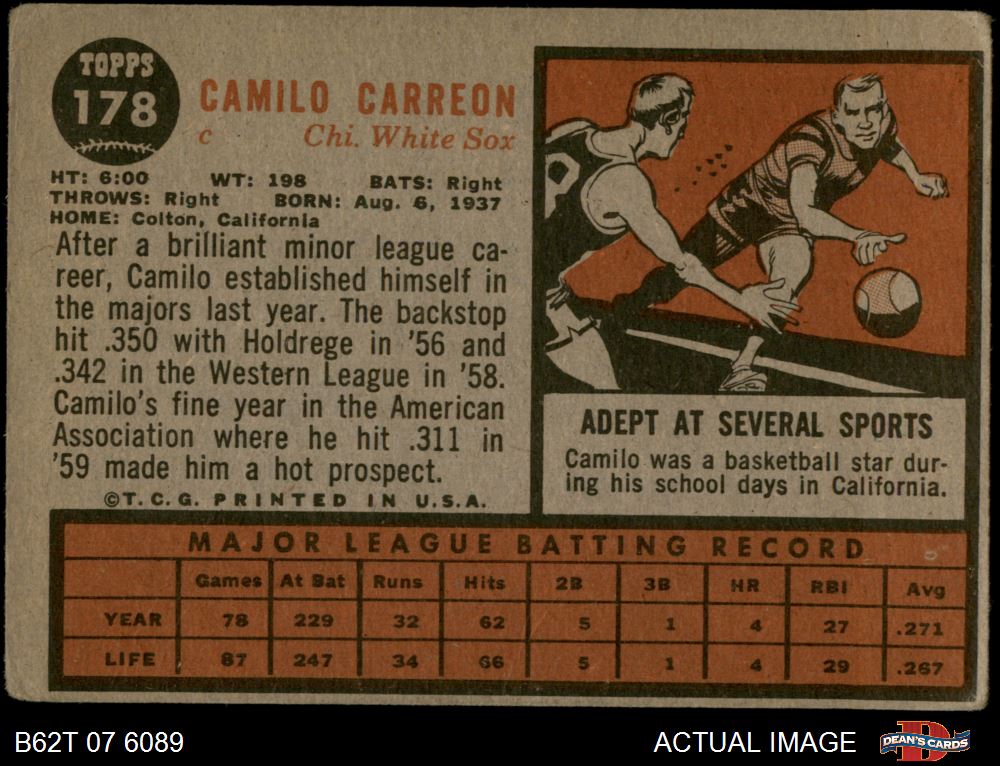 TOPPS
178
CAMILO CARREON
c Chi. White Sox
HT: 6:00 WT: 198 BATS: Right
THROWS: Right BORN: Aug. 6, 1937
HOME: Colton, California
After a brilliant minor league ca-
reer, Camilo established himself in
the majors last year. The backstop
hit .350 with Holdrege in '56 and
.342 in the Western League in '58.
Camilo's fine year in the American
Association where he hit .311 in
'59 made him a hot prospect.
©T.C.G. PRINTED IN U.S.A.
ADEPT AT SEVERAL SPORTS
Camilo was a basketball star dur-
ing his school days in California.
MAJOR LEAGUE BATTING RECORD
Games At Bat Runs Hits 2B 3B HR RBI Avg
YEAR 78 229 32 62 5 1 4 27 .271
LIFE 87 247 34 66 5 1 4 29 .267
B62T 07 6089
ACTUAL IMAGE
DEAN'S CARDS